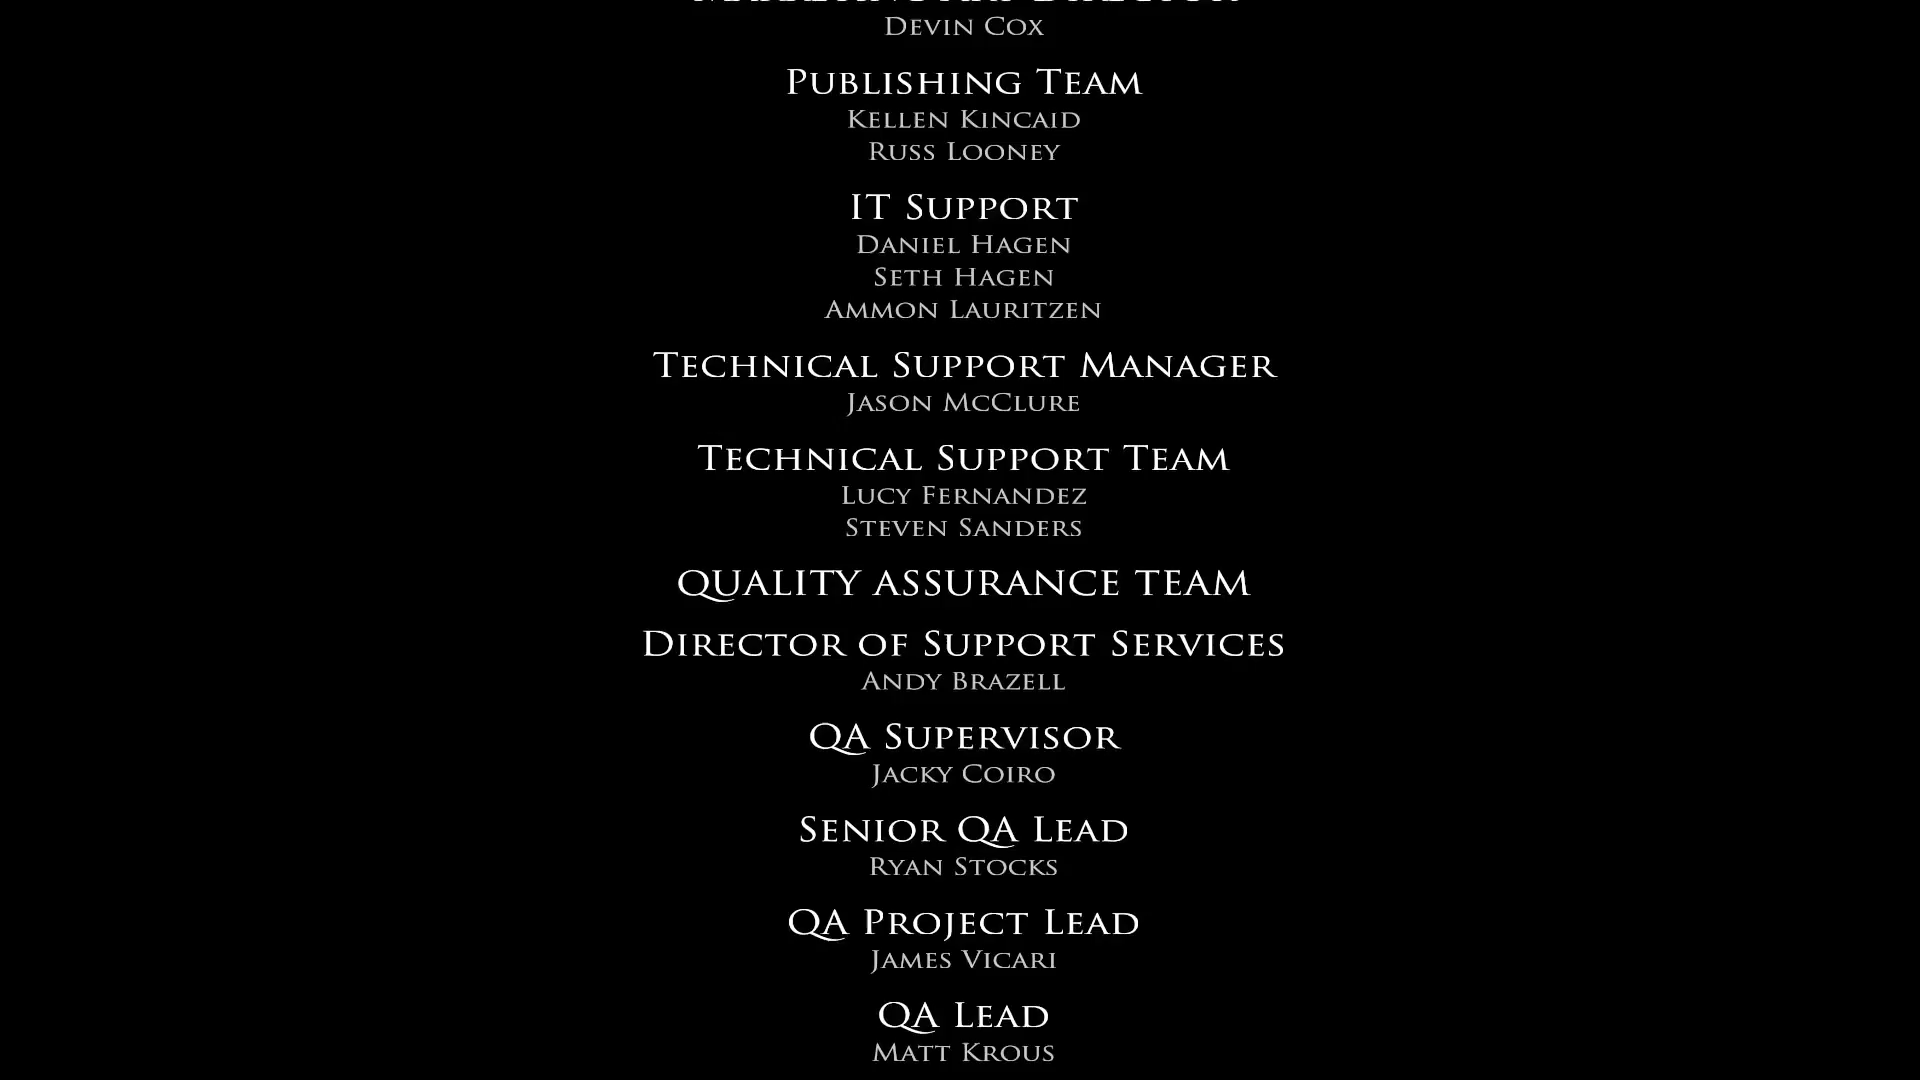 Devin Cox
Publishing Team
Kellen Kincaid
Russ Looney
IT Support
Daniel Hagen
Seth Hagen
Ammon Lauritzen
Technical Support Manager
Jason McClure
Technical Support Team
Lucy Fernandez
Steven Sanders
QUALITY ASSURANCE TEAM
Director of Support Services
Andy Brazell
QA Supervisor
Jacky Coiro
Senior QA Lead
Ryan Stocks
QA Project Lead
James Vicari
QA Lead
Matt Krous